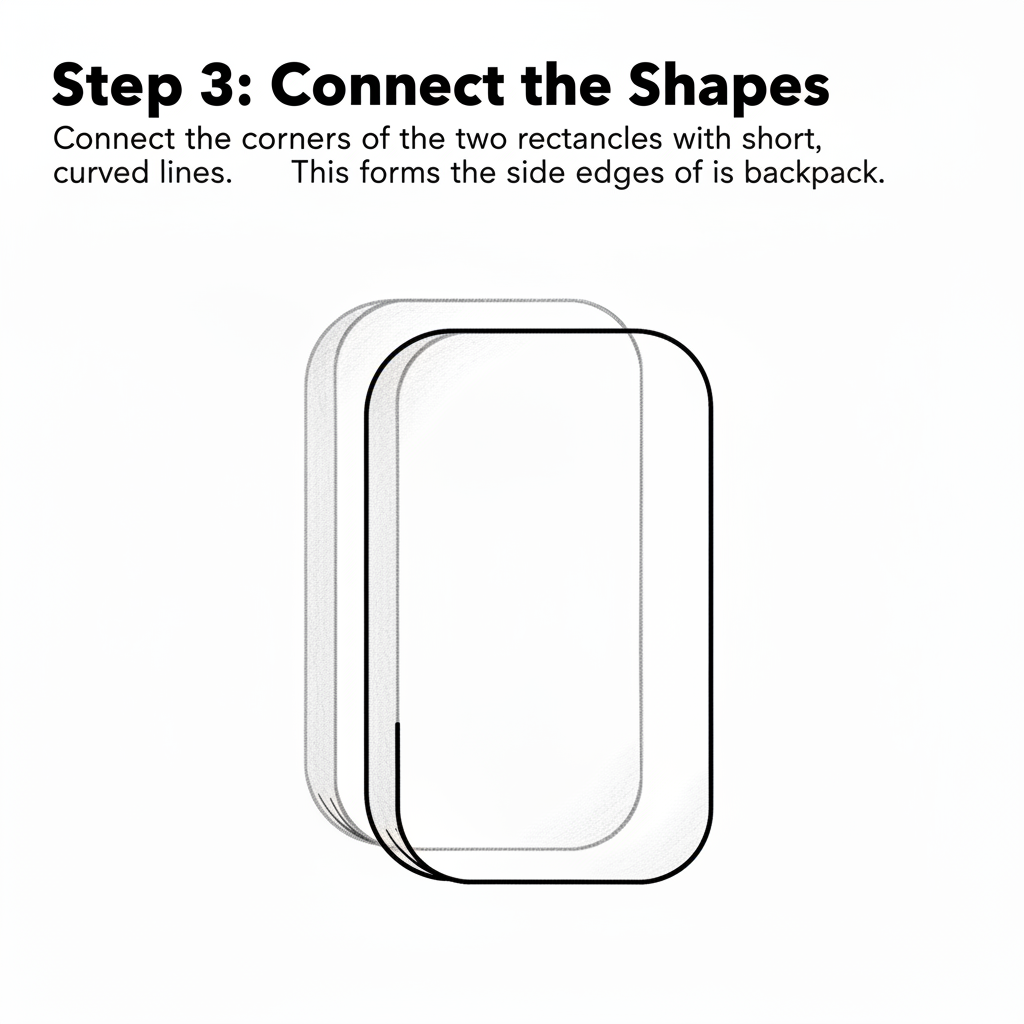 Step 3: Connect the Shapes
Connect the corners of the two rectancles with short,
curved lines. This forms the side edges of is backpack.